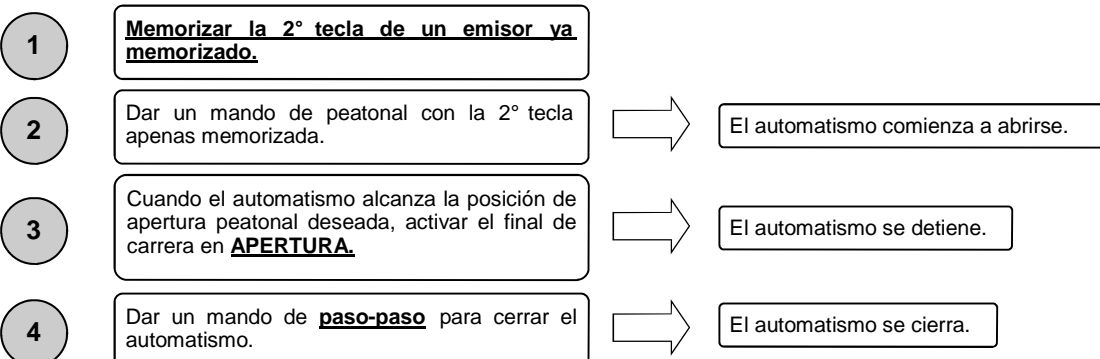 1
Memorizar la 2° tecla de un emisor ya
memorizado.
2
Dar un mando de peatonal con la 2° tecla
apenas memorizada.
El automatismo comienza a abrirse.
3
Cuando el automatismo alcanza la posición de
apertura peatonal deseada, activar el final de
carrera en APERTURA.
El automatismo se detiene.
4
Dar un mando de paso-paso para cerrar el
automatismo.
El automatismo se cierra.